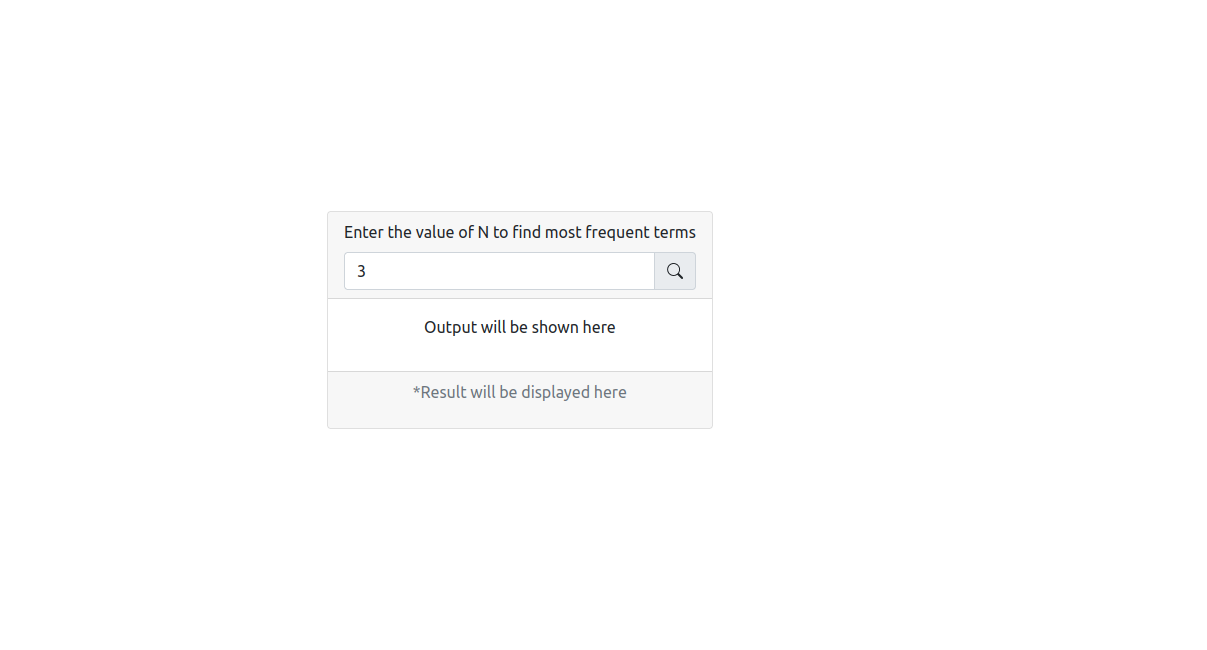 Enter the value of N to find most frequent terms
3
Output will be shown here
*Result will be displayed here